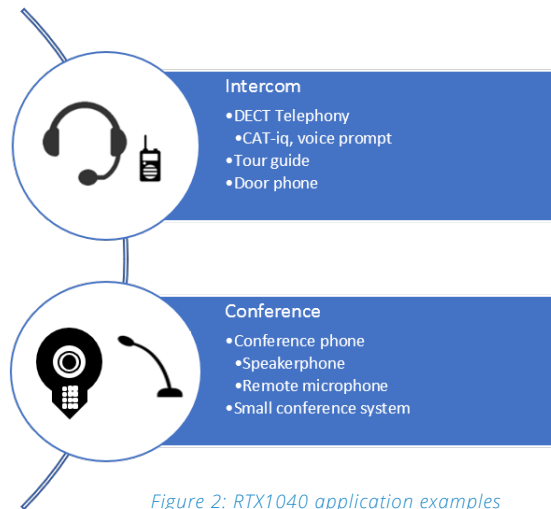 Intercom
•DECT Telephony
•CAT-iq, voice prompt
•Tour guide
•Door phone
Conference
•Conference phone
•Speakerphone
•Remote microphone
•Small conference system
Figure 2: RTX1040 application examples